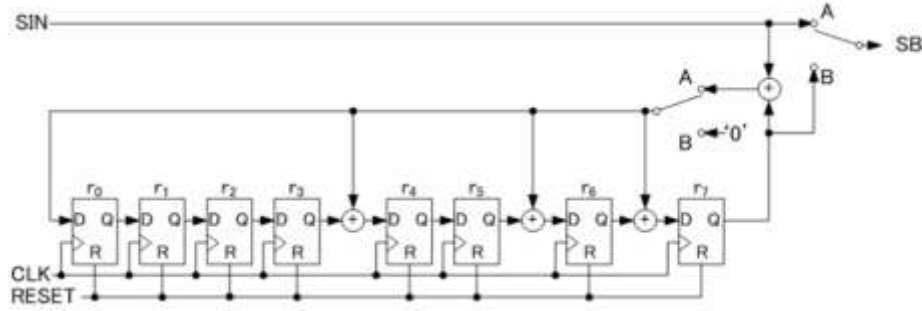 SIN
A
SB
A
B
B
'0'
r0 r1 r2 r3 r4 r5 r6 r7
D Q D Q D Q D Q D Q D Q D Q D Q
R R R R R R R R
CLK
RESET